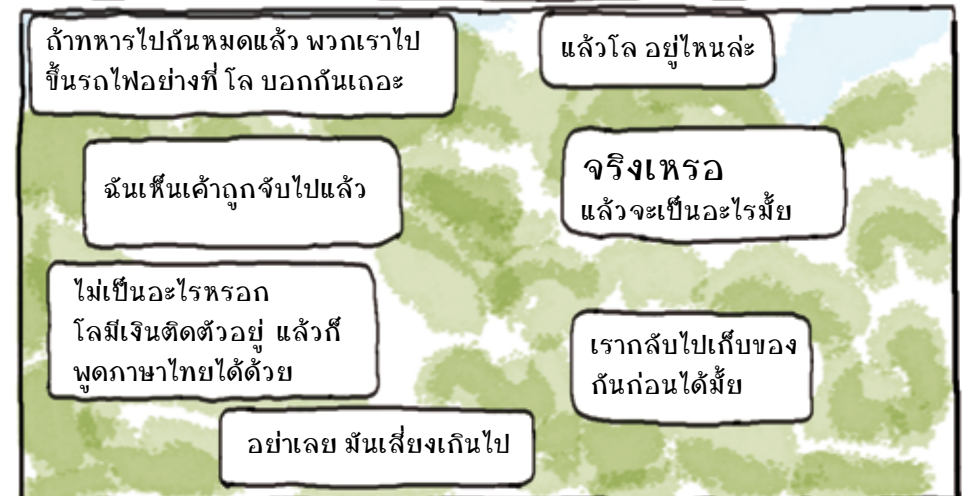 ถ้าทหารไปกันหมดแล้ว พวกเราไป
ขึ้นรถไฟอย่างที่ โล บอกกันเถอะ
แล้วโล อยู่ไหนล่ะ
ฉันเห็นเค้าถูกจับไปแล้ว
จริงเหรอ
แล้วจะเป็นอะไรมั้ย
ไม่เป็นอะไรหรอก
โลมีเงินติดตัวอยู่ แล้วก็
พูดภาษาไทยได้ด้วย
เรากลับไปเก็บของ
กันก่อนได้มั้ย
อย่าเลย มันเสี่ยงเกินไป